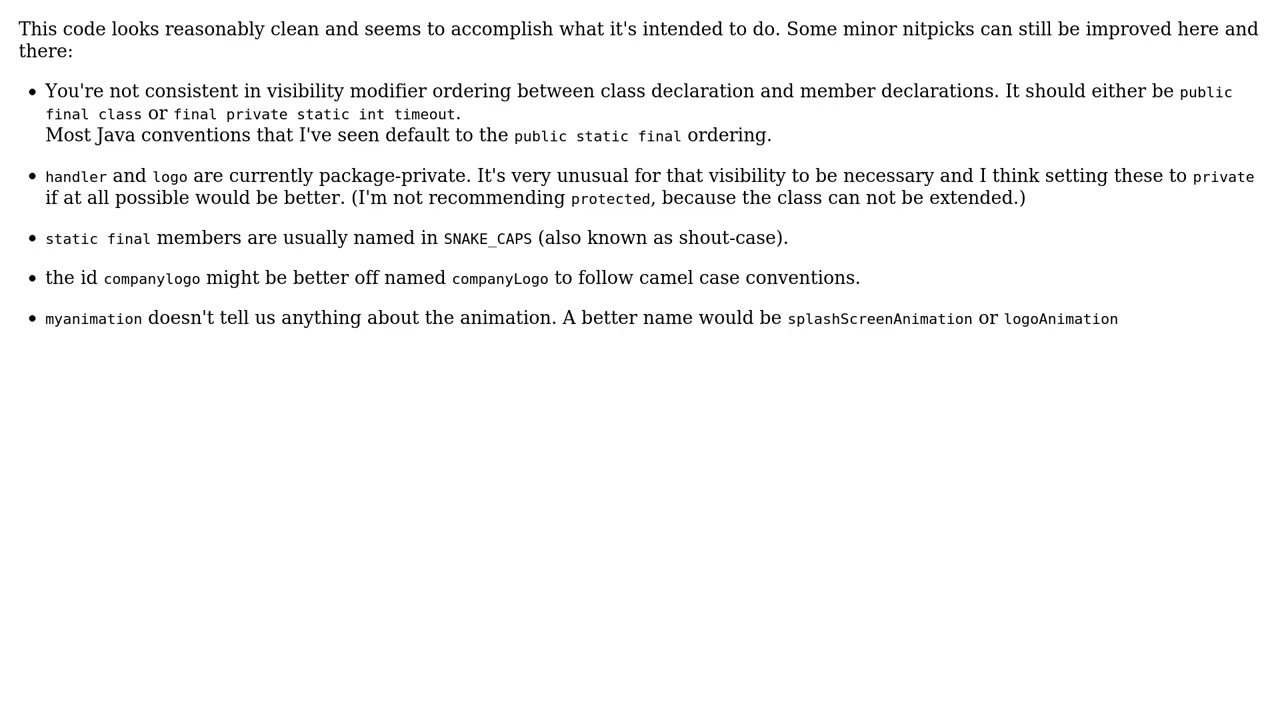 This code looks reasonably clean and seems to accomplish what it's intended to do. Some minor nitpicks can still be improved here and
there:
• You're not consistent in visibility modifier ordering between class declaration and member declarations. It should either be public
final class or final private static int timeout.
Most Java conventions that I've seen default to the public static final ordering.
• handler and logo are currently package-private. It's very unusual for that visibility to be necessary and I think setting these to private
if at all possible would be better. (I'm not recommending protected, because the class can not be extended.)
• static final members are usually named in SNAKE_CAPS (also known as shout-case).
• the id companylogo might be better off named companyLogo to follow camel case conventions.
• myanimation doesn't tell us anything about the animation. A better name would be splashScreenAnimation or logoAnimation